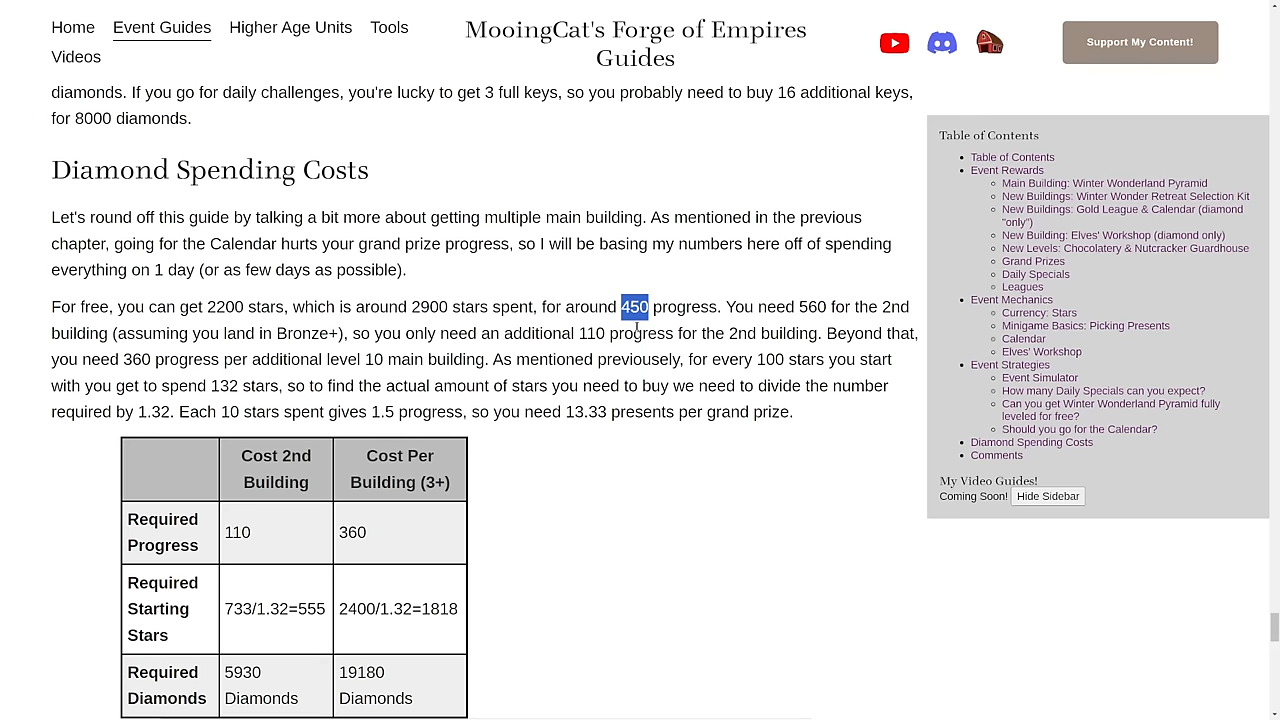 Home Event Guides Higher Age Units Tools
Videos
MooingCat's Forge of Empires
Guides
Support My Content!
diamonds. If you go for daily challenges, you're lucky to get 3 full keys, so you probably need to buy 16 additional keys,
for 8000 diamonds.
Diamond Spending Costs
Let's round off this guide by talking a bit more about getting multiple main building. As mentioned in the previous
chapter, going for the Calendar hurts your grand prize progress, so I will be basing my numbers here off of spending
everything on 1 day (or as few days as possible).
For free, you can get 2200 stars, which is around 2900 stars spent, for around 450 progress. You need 560 for the 2nd
building (assuming you land in Bronze+), so you only need an additional 110 progress for the 2nd building. Beyond that,
you need 360 progress per additional level 10 main building. As mentioned previousely, for every 100 stars you start
with you get to spend 132 stars, so to find the actual amount of stars you need to buy we need to divide the number
required by 1.32. Each 10 stars spent gives 1.5 progress, so you need 13.33 presents per grand prize.
Cost 2nd
Building
Cost Per
Building (3+)
Required
Progress
110
360
Required
Starting
Stars
733/1.32=555
2400/1.32=1818
Required
Diamonds
5930
Diamonds
19180
Diamonds
Table of Contents
Table of Contents
Event Rewards
Main Building: Winter Wonderland Pyramid
New Buildings: Winter Wonder Retreat Selection Kit
New Buildings: Gold League & Calendar (diamond
"only")
New Building: Elves' Workshop (diamond only)
New Levels: Chocolatery & Nutcracker Guardhouse
Grand Prizes
Daily Specials
Leagues
Event Mechanics
Currency: Stars
Minigame Basics: Picking Presents
Calendar
Elves' Workshop
Event Strategies
Event Simulator
How many Daily Specials can you expect?
Can you get Winter Wonderland Pyramid fully
leveled for free?
Should you go for the Calendar?
Diamond Spending Costs
Comments
My Video Guides!
Coming Soon! Hide Sidebar